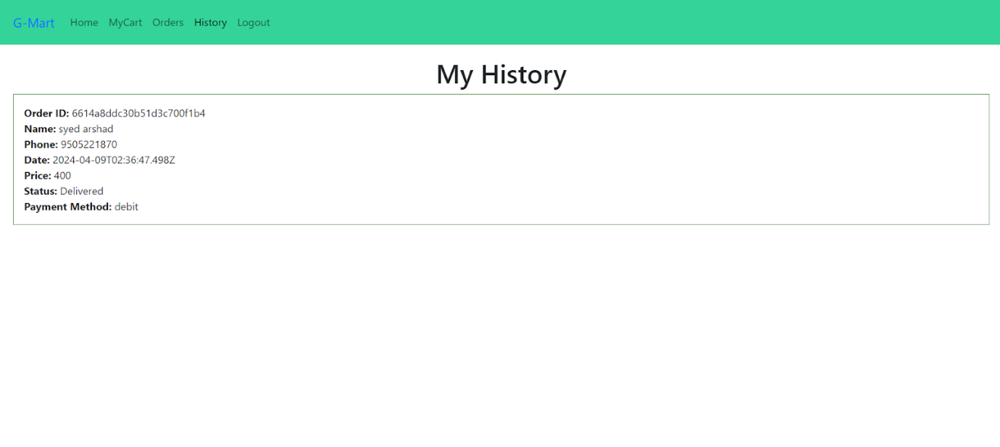 G-Mart Home MyCart Orders History Logout
My History
Order ID: 6614a8ddc30b51d3c700f1b4
Name: syed arshad
Phone: 9505221870
Date: 2024-04-09T02:36:47.498Z
Price: 400
Status: Delivered
Payment Method: debit